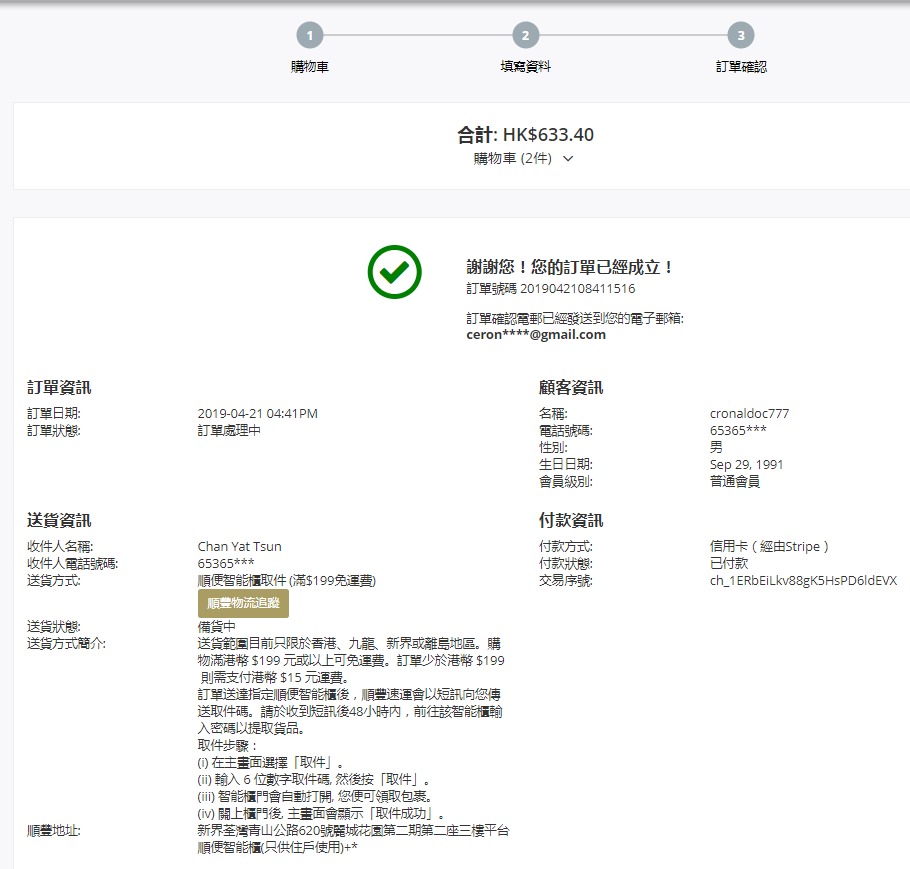 1
2
3
購物車
填寫資料
訂單確認
合計: HK$633.40
購物車 (2件)
謝謝您！您的訂單已經成立！
訂單號碼 2019042108411516
訂單確認電郵已經發送到您的電子郵箱:
ceron****@gmail.com
訂單資訊
訂單日期: 2019-04-21 04:41PM
訂單狀態: 訂單處理中
顧客資訊
名稱: cronaldoc777
電話號碼: 65365***
性別: 男
生日日期: Sep 29, 1991
會員級別: 普通會員
送貨資訊
收件人名稱: Chan Yat Tsun
收件人電話號碼: 65365***
送貨方式: 順便智能櫃取件 (滿$199免運費)
順豐物流追蹤
送貨狀態: 備貨中
送貨方式簡介: 送貨範圍目前只限於香港、九龍、新界或離島地區。購
物滿港幣 $199 元或以上可免運費。訂單少於港幣 $199
則需支付港幣 $15 元運費。
訂單送達指定順便智能櫃後，順豐速運會以短訊向您傳
送取件碼。請於收到短訊後48小時內，前往該智能櫃輸
入密碼以提取貨品。
取件步驟：
(i) 在主畫面選擇「取件」。
(ii) 輸入 6 位數字取件碼, 然後按「取件」。
(iii) 智能櫃門會自動打開, 您便可領取包裹。
(iv) 關上櫃門後, 主畫面會顯示「取件成功」。
順豐地址: 新界荃灣青山公路620號麗城花園第二期第二座三樓平台
順便智能櫃(只供住戶使用)+*
付款資訊
付款方式: 信用卡（經由Stripe）
付款狀態: 已付款
交易序號: ch_1ERbEiLkv88gK5HsPD6ldEVX